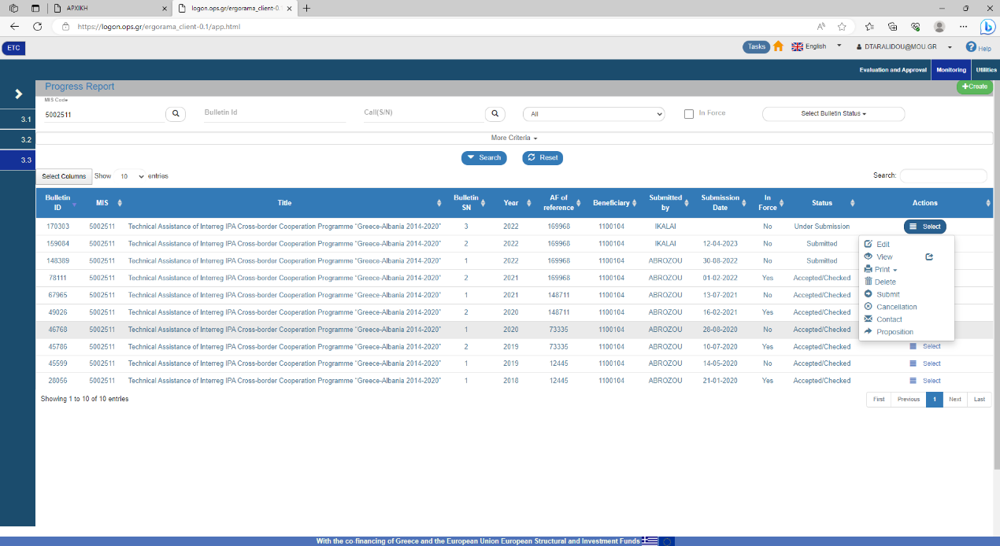 ΑΡΧΙΚΗ
logon.ops.gr/ergorama_client-0.1
https://logon.ops.gr/ergorama_client-0.1/app.html
ETC Tasks English DTARALIDOU@MOU.GR Help
Evaluation and Approval Monitoring Utilities
Progress Report
Create
MIS Code
5002511 Bulletin Id Call(S/N) All In Force Select Bulletin Status
3.1
3.2
3.3
More Criteria
Search Reset
Select Columns Show 10 entries Search:
Bulletin ID MIS Title Bulletin SN Year AF of reference Beneficiary Submitted by Submission Date In Force Status Actions
170303 5002511 Technical Assistance of Interreg IPA Cross-border Cooperation Programme “Greece-Albania 2014-2020” 3 2022 169968 1100104 IKALAI No Under Submission Select
159084 5002511 Technical Assistance of Interreg IPA Cross-border Cooperation Programme “Greece-Albania 2014-2020” 2 2022 169968 1100104 IKALAI 12-04-2023 No Submitted
148389 5002511 Technical Assistance of Interreg IPA Cross-border Cooperation Programme “Greece-Albania 2014-2020” 1 2022 169968 1100104 ABROZOU 30-08-2022 No Submitted
78111 5002511 Technical Assistance of Interreg IPA Cross-border Cooperation Programme “Greece-Albania 2014-2020” 2 2021 169968 1100104 ABROZOU 01-02-2022 Yes Accepted/Checked
67965 5002511 Technical Assistance of Interreg IPA Cross-border Cooperation Programme “Greece-Albania 2014-2020” 1 2021 148711 1100104 ABROZOU 13-07-2021 No Accepted/Checked
49026 5002511 Technical Assistance of Interreg IPA Cross-border Cooperation Programme “Greece-Albania 2014-2020” 2 2020 148711 1100104 ABROZOU 16-02-2021 Yes Accepted/Checked
46768 5002511 Technical Assistance of Interreg IPA Cross-border Cooperation Programme “Greece-Albania 2014-2020” 1 2020 73335 1100104 ABROZOU 28-08-2020 No Accepted/Checked
45786 5002511 Technical Assistance of Interreg IPA Cross-border Cooperation Programme “Greece-Albania 2014-2020” 2 2019 73335 1100104 ABROZOU 10-07-2020 Yes Accepted/Checked Select
45599 5002511 Technical Assistance of Interreg IPA Cross-border Cooperation Programme “Greece-Albania 2014-2020” 1 2019 12445 1100104 ABROZOU 14-05-2020 No Accepted/Checked Select
28056 5002511 Technical Assistance of Interreg IPA Cross-border Cooperation Programme “Greece-Albania 2014-2020” 1 2018 12445 1100104 ABROZOU 21-01-2020 Yes Accepted/Checked Select
Edit
View
Print
Delete
Submit
Cancellation
Contact
Proposition
Showing 1 to 10 of 10 entries First Previous 1 Next Last
With the co-financing of Greece and the European Union European Structural and Investment Funds